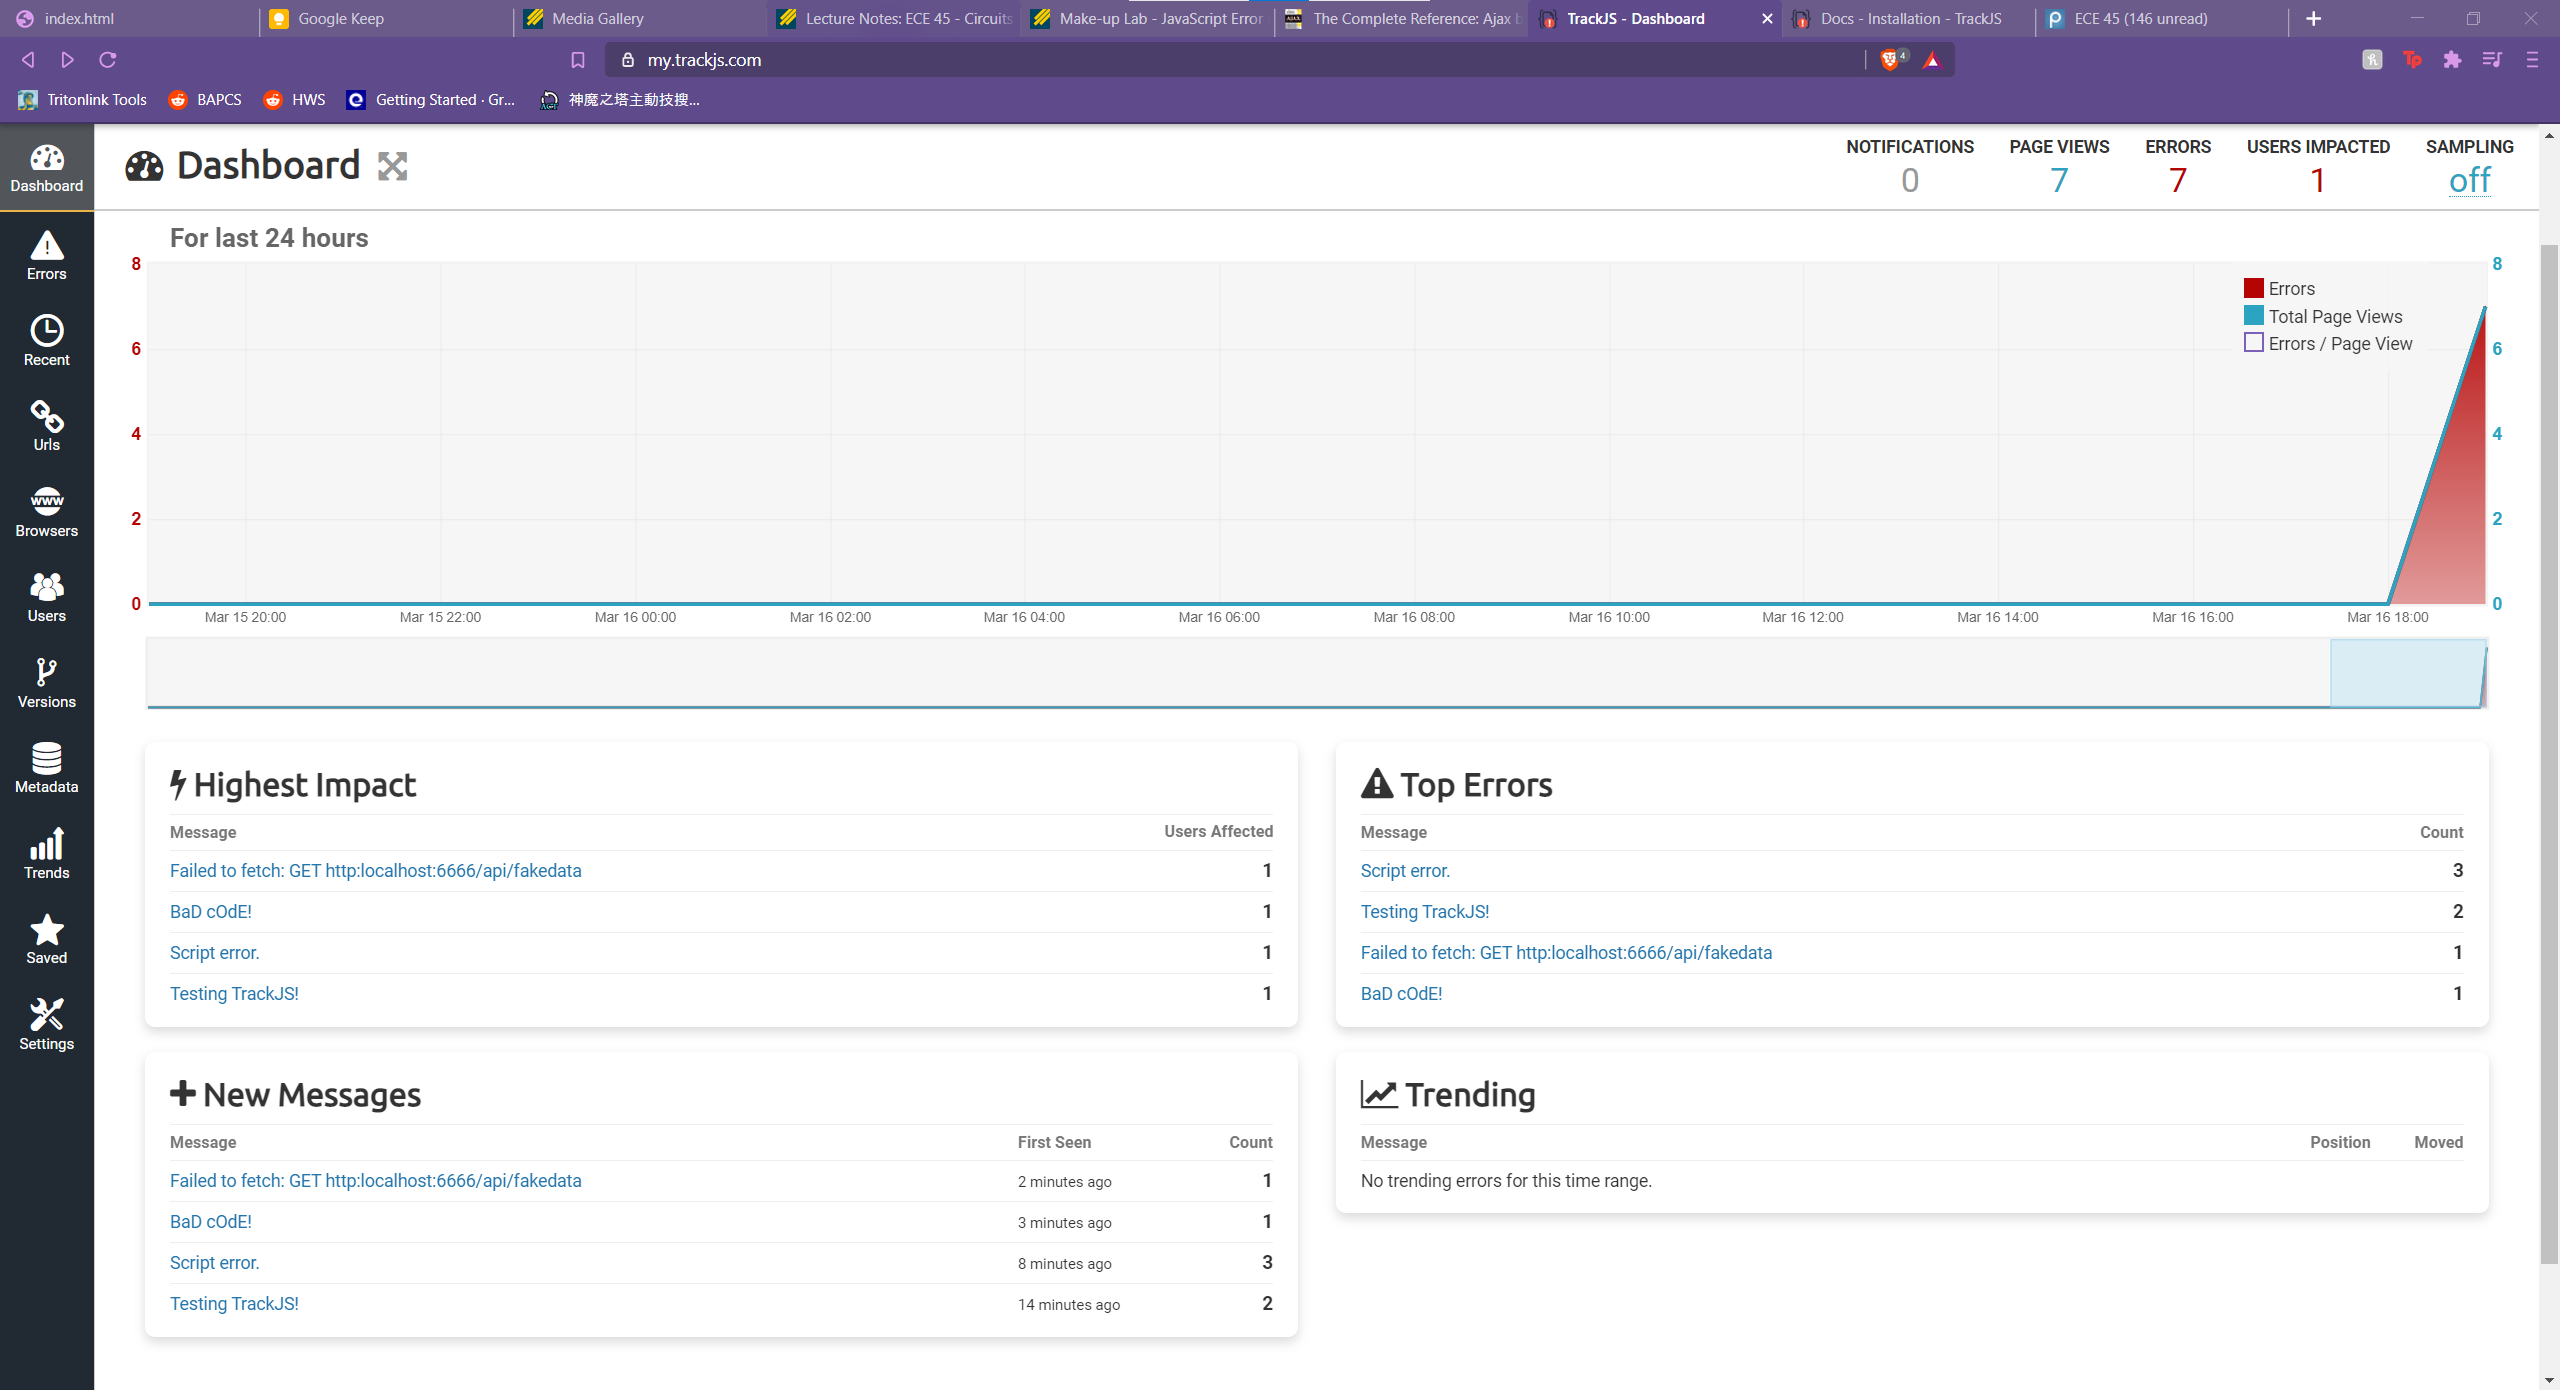 index.html
Google Keep
Media Gallery
Lecture Notes: ECE 45 - Circuits
Make-up Lab - JavaScript Error
The Complete Reference: Ajax b
TrackJS - Dashboard
Docs - Installation - TrackJS
ECE 45 (146 unread)
my.trackjs.com
4
Tp
Tritonlink Tools
BAPCS
HWS
Getting Started · Gr...
神魔之塔主動技搜...
Dashboard
Errors
Recent
Urls
www
Browsers
Users
Versions
Metadata
Trends
Saved
Settings
Dashboard
NOTIFICATIONS PAGE VIEWS ERRORS USERS IMPACTED SAMPLING
0 7 7 1 off
For last 24 hours
8 8
6 6
4 4
2 2
0 0
Errors
Total Page Views
Errors / Page View
Mar 15 20:00 Mar 15 22:00 Mar 16 00:00 Mar 16 02:00 Mar 16 04:00 Mar 16 06:00 Mar 16 08:00 Mar 16 10:00 Mar 16 12:00 Mar 16 14:00 Mar 16 16:00 Mar 16 18:00
Highest Impact
Message Users Affected
Failed to fetch: GET http:localhost:6666/api/fakedata 1
BaD cOdE! 1
Script error. 1
Testing TrackJS! 1
Top Errors
Message Count
Script error. 3
Testing TrackJS! 2
Failed to fetch: GET http:localhost:6666/api/fakedata 1
BaD cOdE! 1
New Messages
Message First Seen Count
Failed to fetch: GET http:localhost:6666/api/fakedata 2 minutes ago 1
BaD cOdE! 3 minutes ago 1
Script error. 8 minutes ago 3
Testing TrackJS! 14 minutes ago 2
Trending
Message Position Moved
No trending errors for this time range.